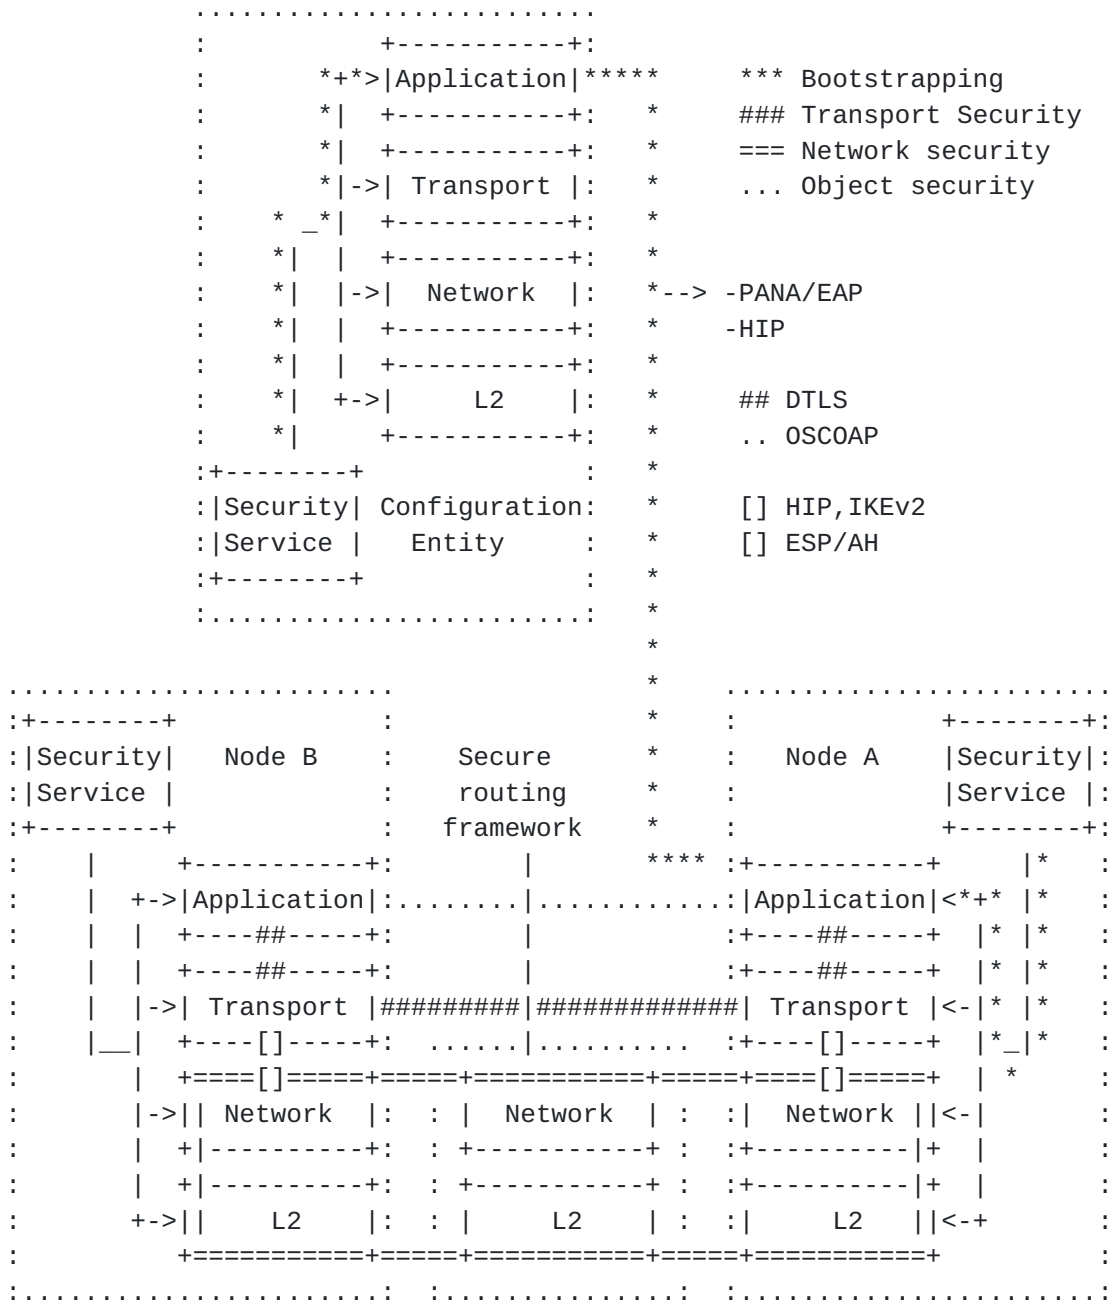 .........................
           :           +-----------+:
           :       *+*>|Application|*****     *** Bootstrapping
           :       *|  +-----------+:   *     ### Transport Security
           :       *|  +-----------+:   *     === Network security
           :       *|->| Transport |:   *     ... Object security
           :    * _*|  +-----------+:   *
           :    *|  |  +-----------+:   *
           :    *|  |->|  Network  |:   *--> -PANA/EAP
           :    *|  |  +-----------+:   *    -HIP
           :    *|  |  +-----------+:   *
           :    *|  +->|     L2    |:   *     ## DTLS
           :    *|     +-----------+:   *     .. OSCOAP
           :+--------+              :   *
           :|Security| Configuration:   *     [] HIP,IKEv2
           :|Service |   Entity     :   *     [] ESP/AH
           :+--------+              :   *
           :........................:   *
                                        *
.........................               *    .........................
:+--------+             :               *    :             +--------+:
:|Security|   Node B    :    Secure     *    :   Node A    |Security|:
:|Service |             :    routing    *    :             |Service |:
:+--------+             :   framework   *    :             +--------+:
:    |     +-----------+:        |       **** :+-----------+     |*   :
:    |  +->|Application|:........|............:|Application|<*+* |*   :
:    |  |  +----##-----+:        |            :+----##-----+  |* |*   :
:    |  |  +----##-----+:        |            :+----##-----+  |* |*   :
:    |  |->| Transport |#########|#############| Transport |<-|* |*   :
:    |__|  +----[]-----+:  ......|..........  :+----[]-----+  |*_|*   :
:       |  +====[]=====+=====+===========+=====+====[]=====+  | *     :
:       |->|| Network  |:  : |  Network  | :  :|  Network ||<-|       :
:       |  +|----------+:  : +-----------+ :  :+----------|+  |       :
:       |  +|----------+:  : +-----------+ :  :+----------|+  |       :
:       +->||    L2    |:  : |     L2    | :  :|     L2   ||<-+       :
:          +===========+=====+===========+=====+===========+          :
:.......................:  :...............:  :.......................: